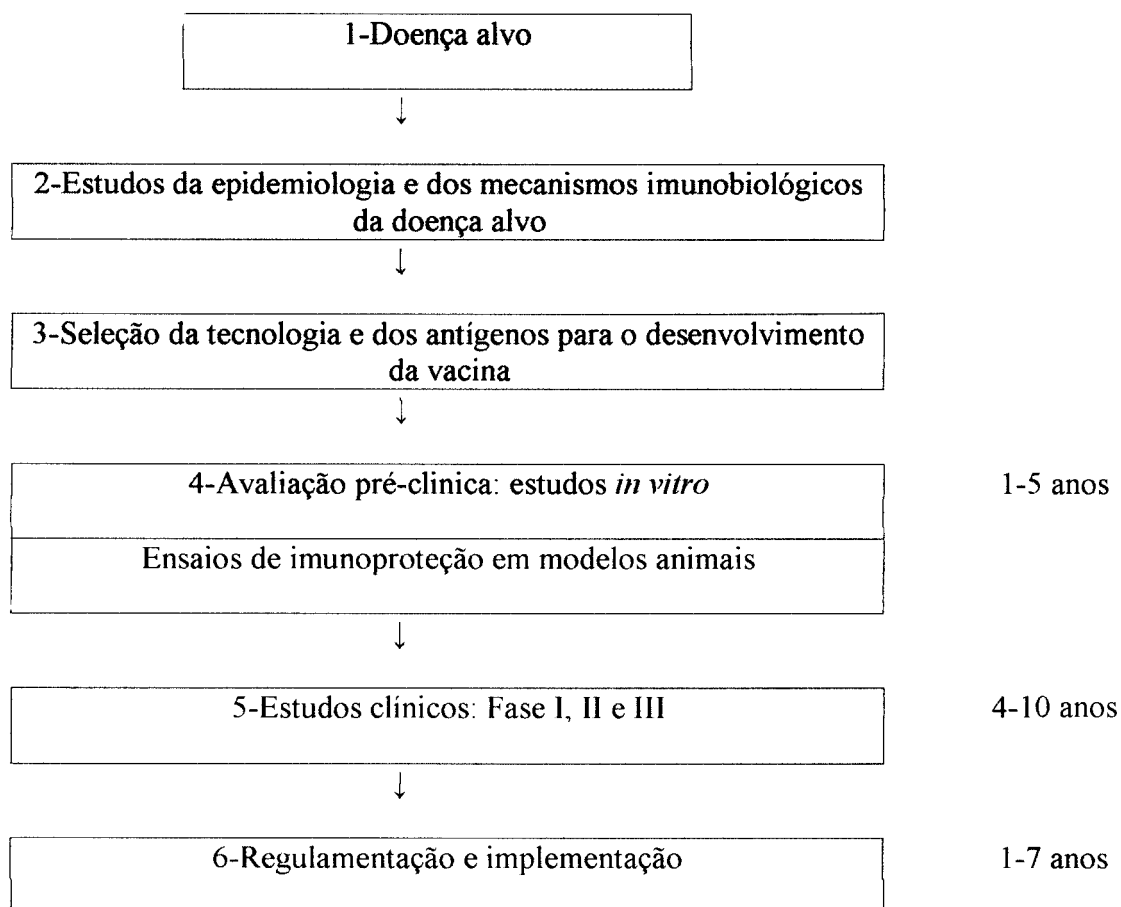 1-Doença alvo
↓
2-Estudos da epidemiologia e dos mecanismos imunobiológicos
da doença alvo
↓
3-Seleção da tecnologia e dos antígenos para o desenvolvimento
da vacina
↓
4-Avaliação pré-clinica: estudos in vitro
1-5 anos
Ensaios de imunoproteção em modelos animais
↓
5-Estudos clínicos: Fase I, II e III
4-10 anos
↓
6-Regulamentação e implementação
1-7 anos